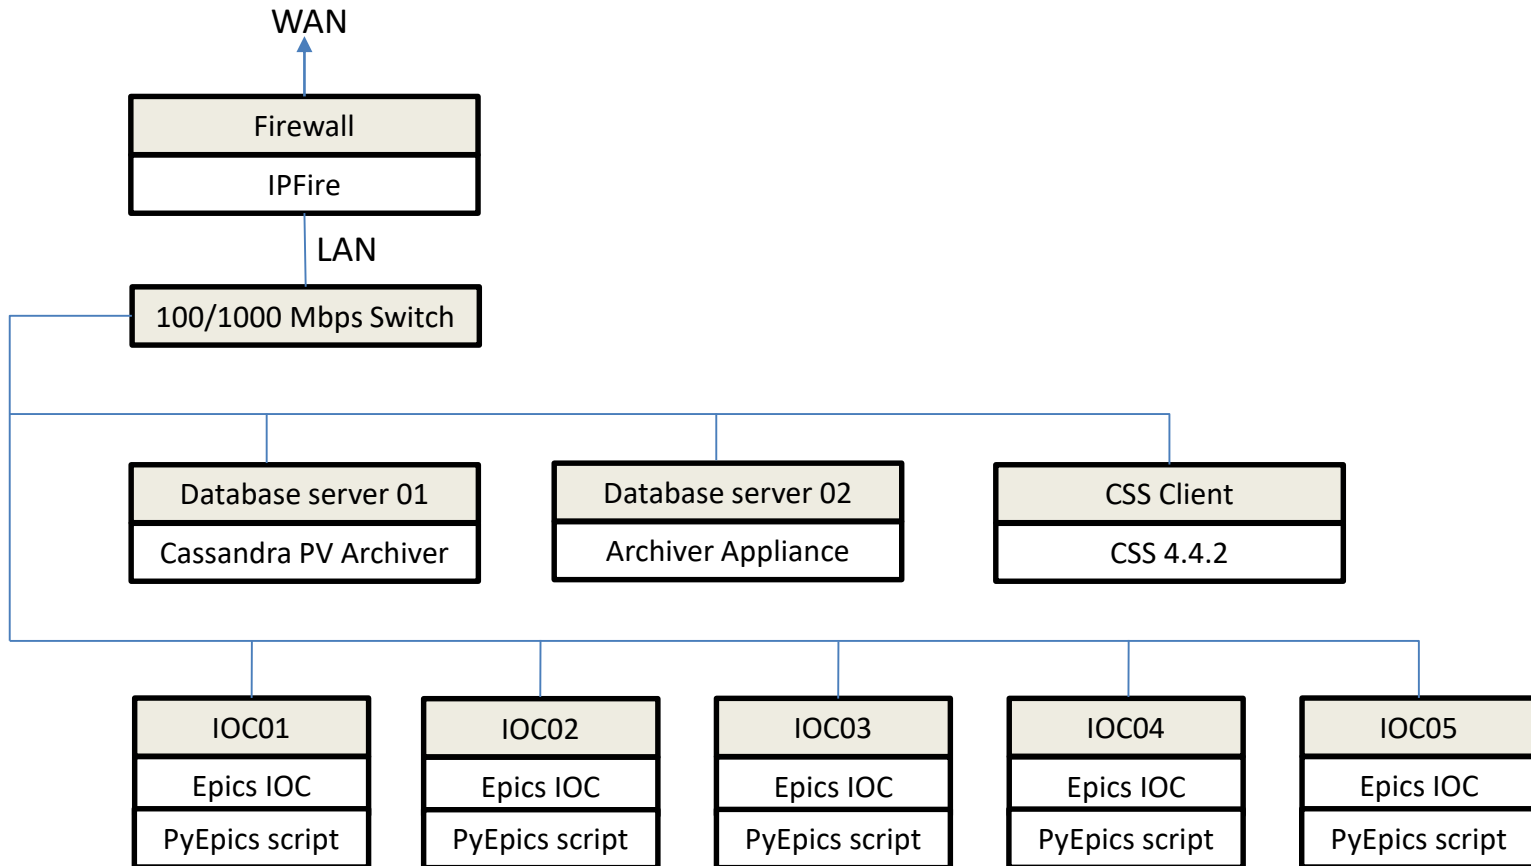 WAN
Firewall
IPFire
LAN
100/1000 Mbps Switch
Database server 01
Cassandra PV Archiver
Database server 02
Archiver Appliance
CSS Client
CSS 4.4.2
IOC01
Epics IOC
PyEpics script
IOC02
Epics IOC
PyEpics script
IOC03
Epics IOC
PyEpics script
IOC04
Epics IOC
PyEpics script
IOC05
Epics IOC
PyEpics script